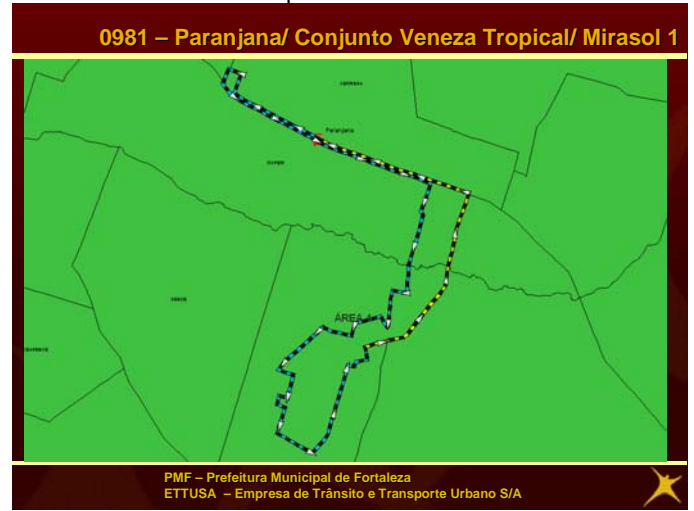 0981 – Paranjana/ Conjunto Veneza Tropical/ Mirasol 1
Paranjana
ÁREA 4
PMF – Prefeitura Municipal de Fortaleza
ETTUSA – Empresa de Trânsito e Transporte Urbano S/A